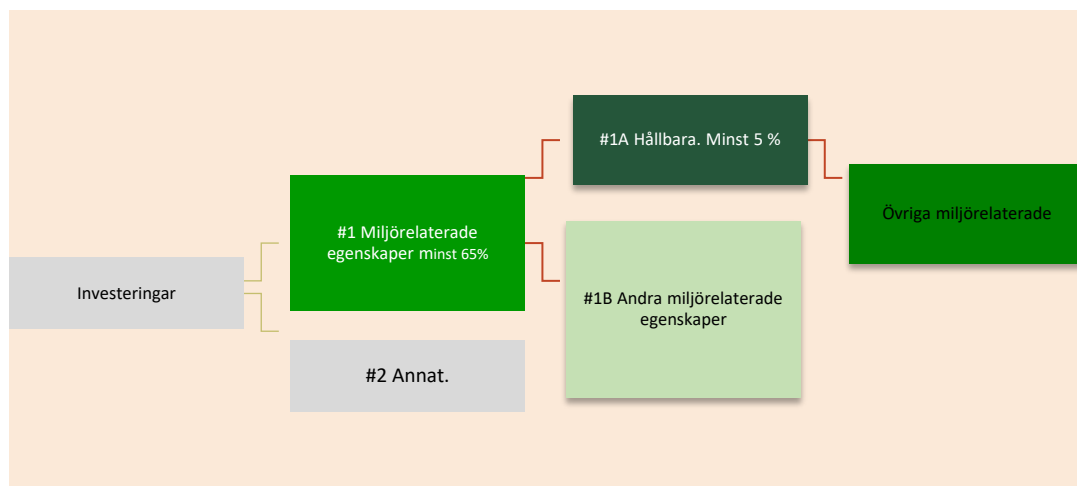 Investeringar
#1 Miljörelaterade
egenskaper minst 65%
#2 Annat.
#1A Hållbara. Minst 5 %
#1B Andra miljörelaterade
egenskaper
Övriga miljörelaterade